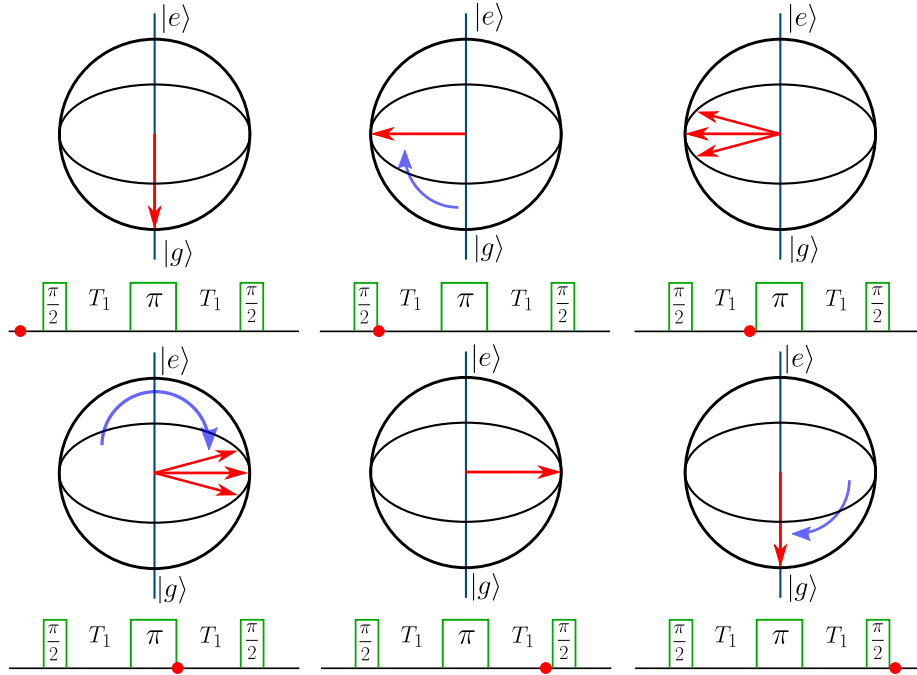 |e⟩ |e⟩ |e⟩
|g⟩ |g⟩ |g⟩
π/2 T₁ π T₁ π/2 π/2 T₁ π T₁ π/2 π/2 T₁ π T₁ π/2
|e⟩ |e⟩ |e⟩
|g⟩ |g⟩ |g⟩
π/2 T₁ π T₁ π/2 π/2 T₁ π T₁ π/2 π/2 T₁ π T₁ π/2